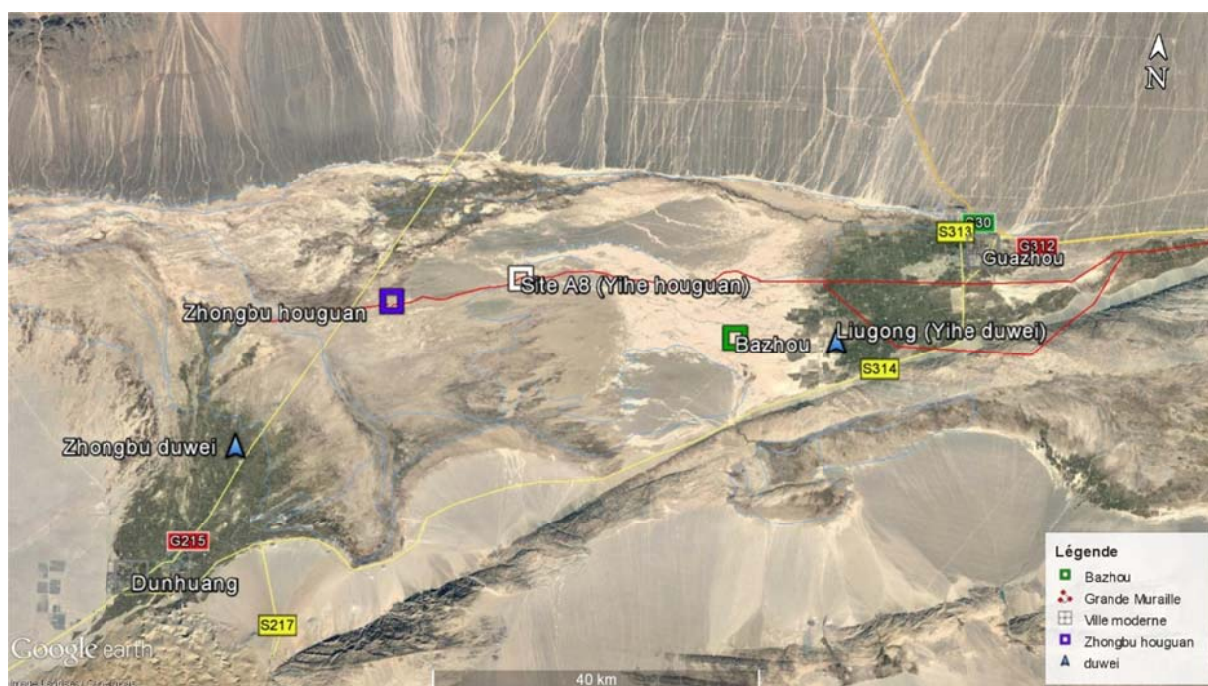 N
G30
S313
G312
Guazhou
Site A8 (Yihe houguan)
Zhongbu houguan
Liugong (Yihe duwei)
Bazhou
S314
Zhongbu duwei
G215
Dunhuang
S217
Légende
Bazhou
Grande Muraille
Ville moderne
Zhongbu houguan
duwei
Google earth
40 km